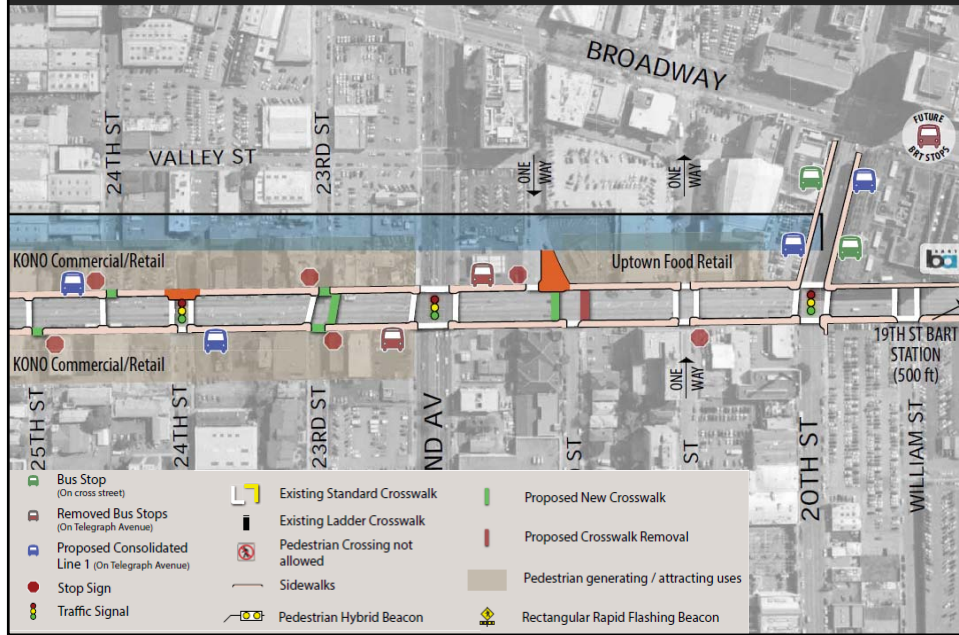 BROADWAY
FUTURE
BRT STOPS
24TH ST
VALLEY ST
23RD ST
ONE
WAY
ONE
WAY
KONO Commercial/Retail
Uptown Food Retail
ba
KONO Commercial/Retail
19TH ST BART
STATION
(500 ft)
ONE
WAY
25TH ST
24TH ST
23RD ST
ND AV
ST
ST
20TH ST
WILLIAM ST
Bus Stop
(On cross street)
Removed Bus Stops
(On Telegraph Avenue)
Proposed Consolidated
Line 1 (On Telegraph Avenue)
Stop Sign
Traffic Signal
Existing Standard Crosswalk
Existing Ladder Crosswalk
Pedestrian Crossing not
allowed
Sidewalks
Pedestrian Hybrid Beacon
Proposed New Crosswalk
Proposed Crosswalk Removal
Pedestrian generating / attracting uses
Rectangular Rapid Flashing Beacon